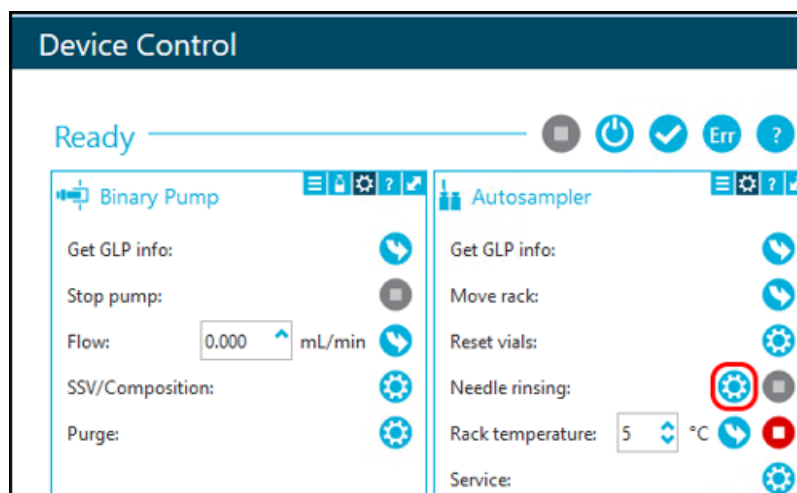 Device Control
Ready
Err ?
Binary Pump
?
Get GLP info:
Stop pump:
Flow: 0.000 mL/min
SSV/Composition:
Purge:
Autosampler
?
Get GLP info:
Move rack:
Reset vials:
Needle rinsing:
Rack temperature: 5 °C
Service: